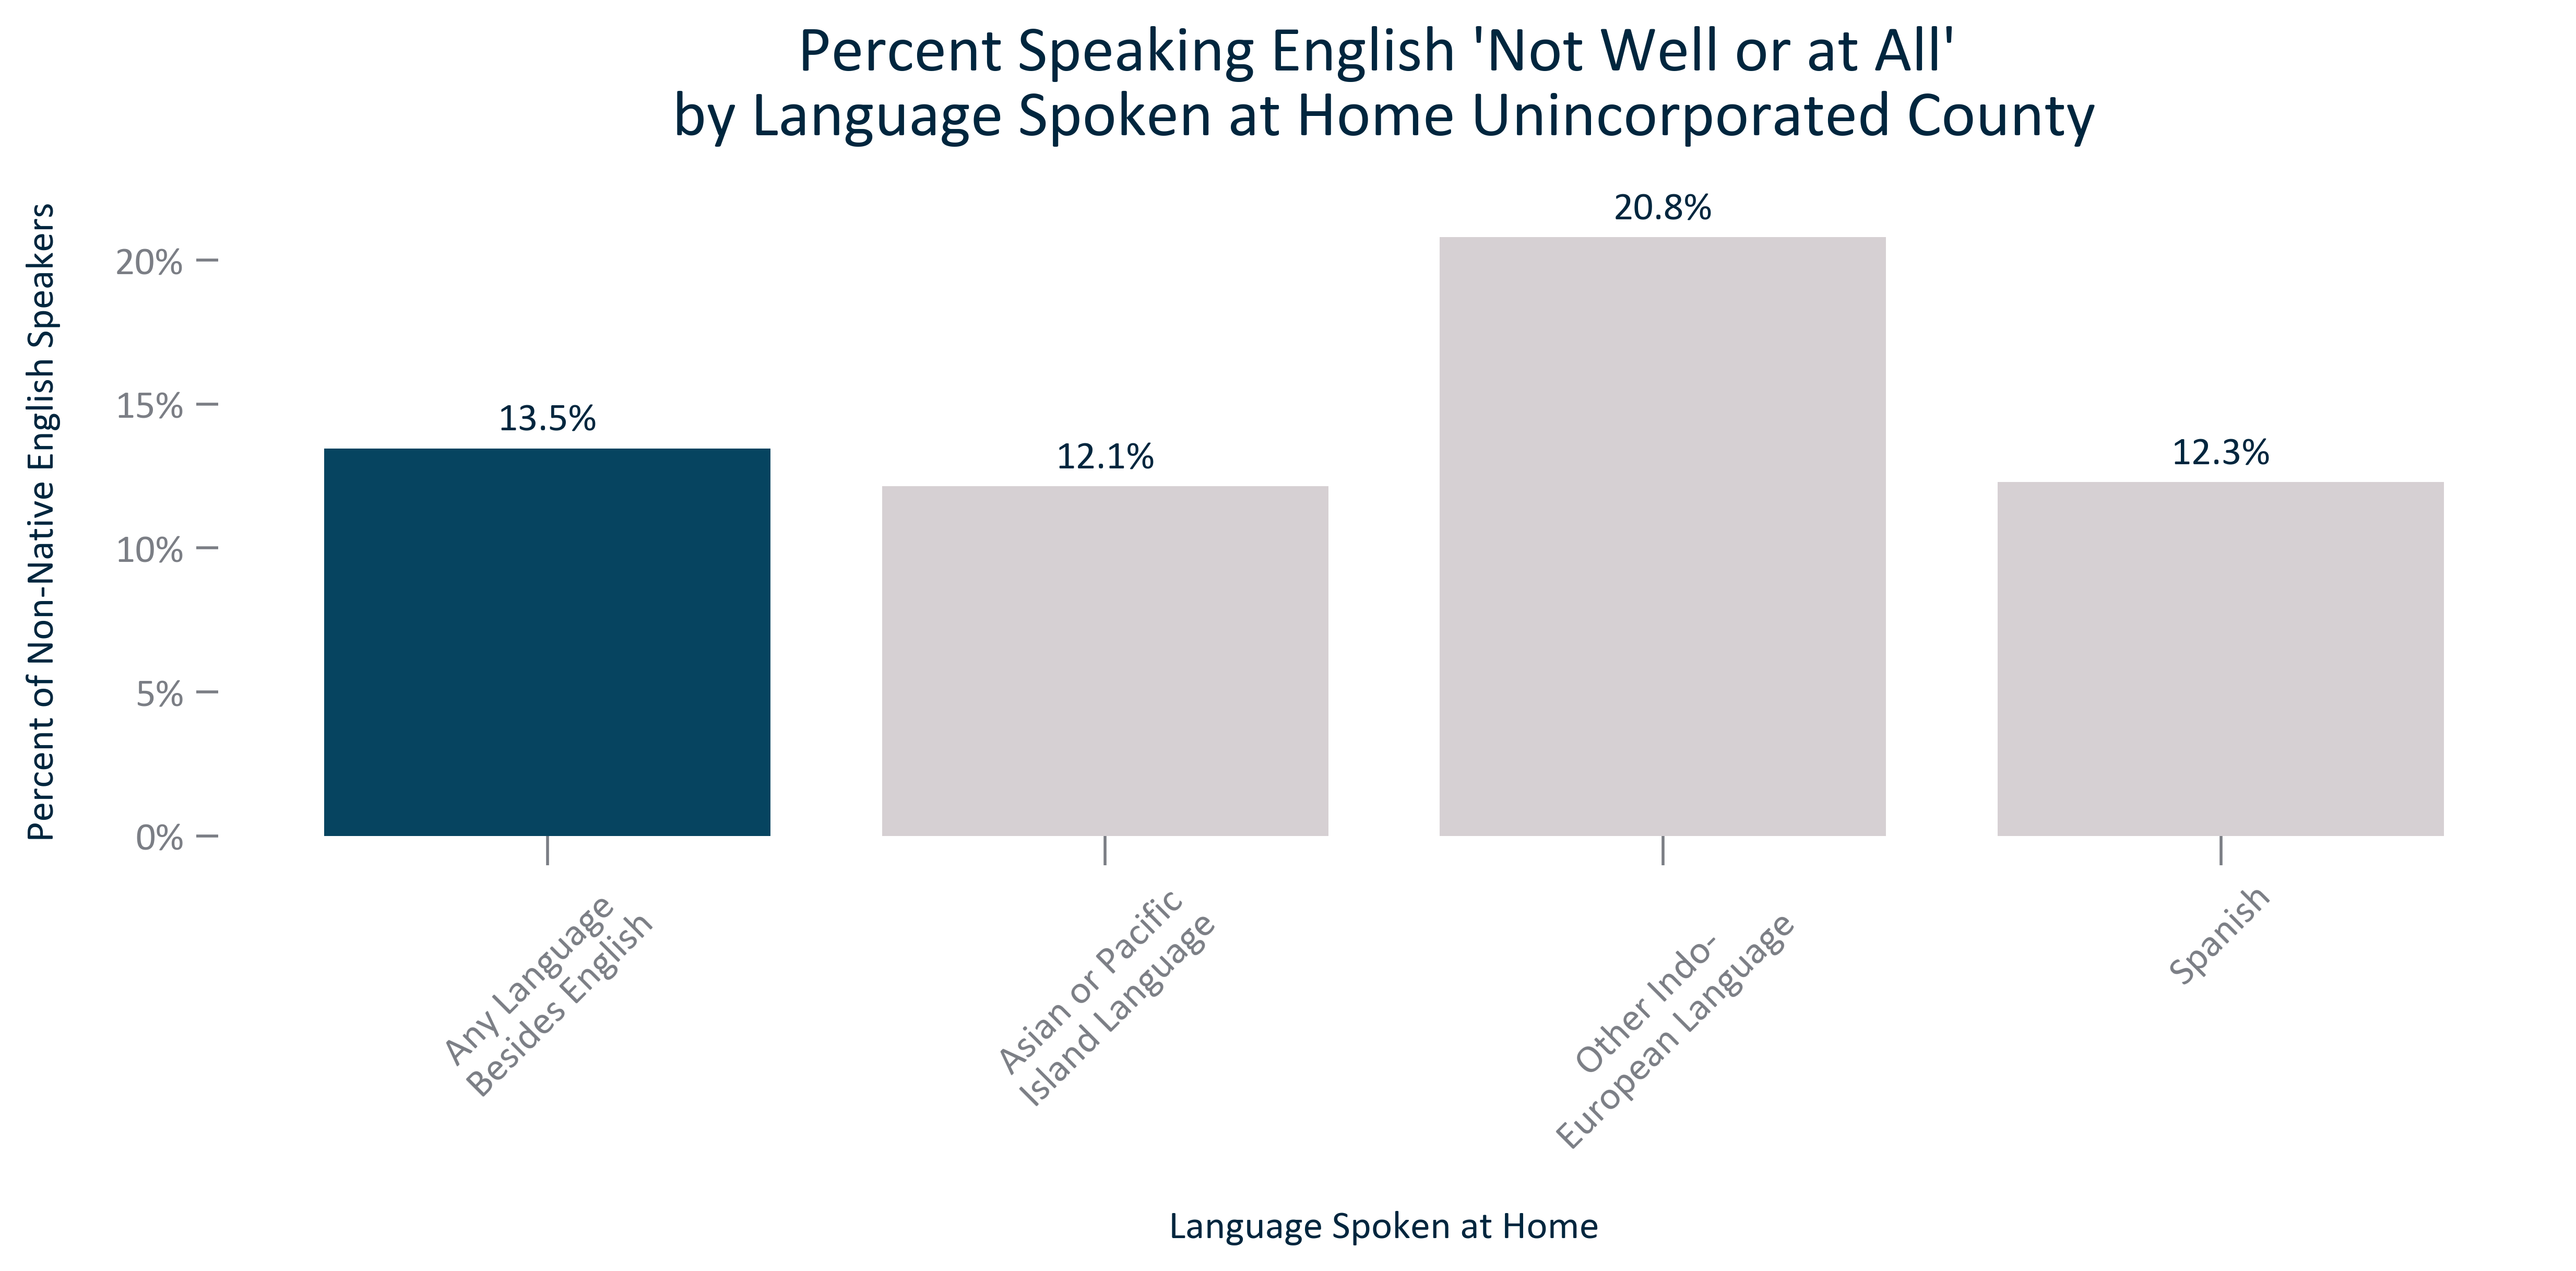 Percent Speaking English 'Not Well or at All'
by Language Spoken at Home Unincorporated County
Percent of Non-Native English Speakers
20%
15%
10%
5%
0%
13.5%
12.1%
20.8%
12.3%
Any Language
Besides English
Asian or Pacific
Island Language
Other Indo-
European Language
Spanish
Language Spoken at Home